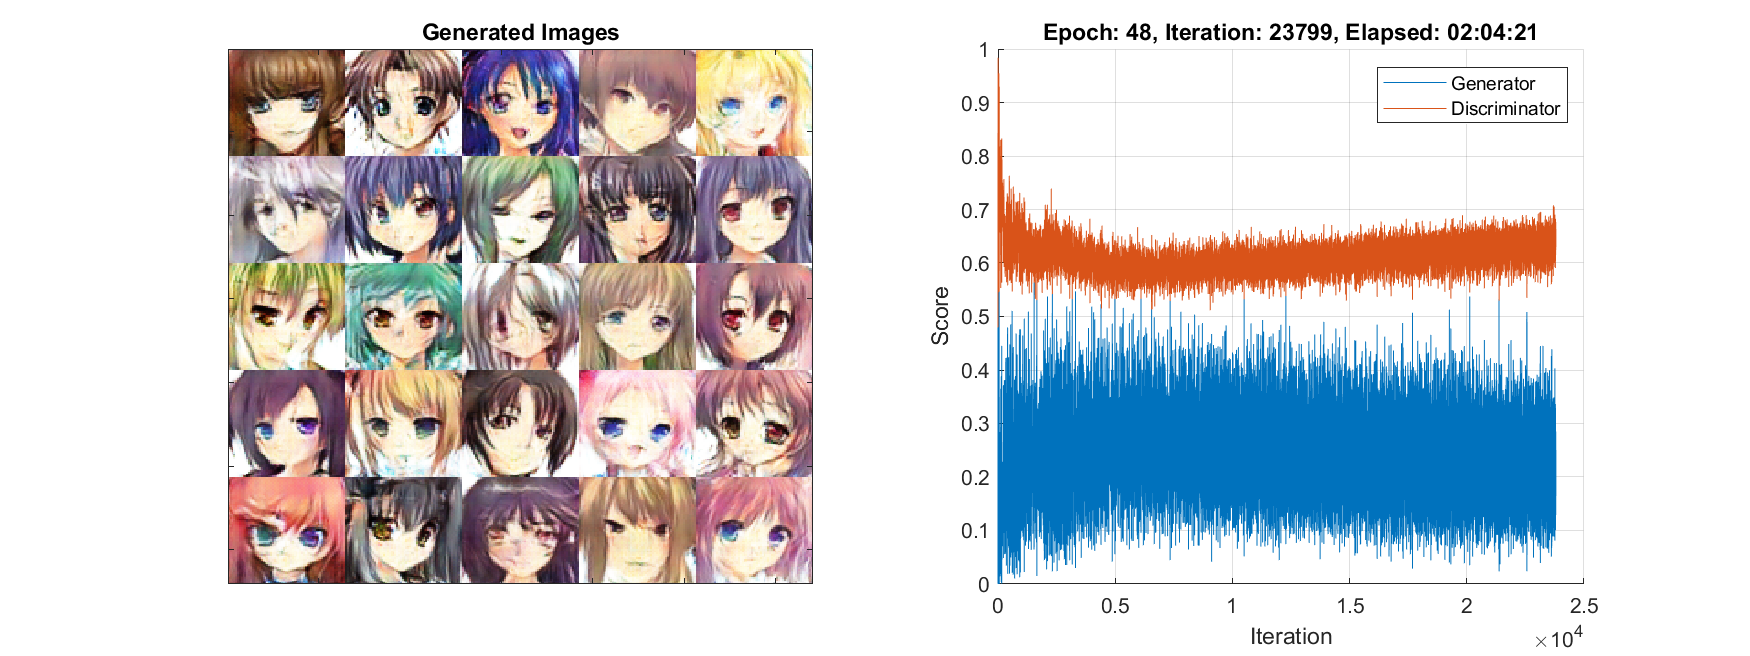 Generated Images
Epoch: 48, Iteration: 23799, Elapsed: 02:04:21
Generator
Discriminator
Score
1
0.9
0.8
0.7
0.6
0.5
0.4
0.3
0.2
0.1
0
0 0.5 1 1.5 2 2.5
Iteration
×10⁴